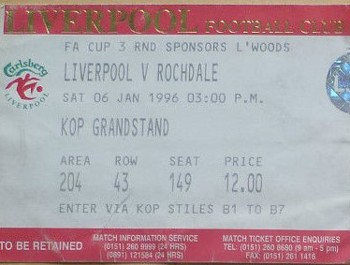 LIVERPOOL
FOOTBALL CLUB
FA CUP 3 RND SPONSORS L'WOODS
Carlsberg
LIVERPOOL
LIVERPOOL V ROCHDALE
SAT 06 JAN 1996 03:00 P.M.
KOP GRANDSTAND
AREA ROW SEAT PRICE
204 43 149 12.00
ENTER VIA KOP STILES B1 TO B7
TO BE RETAINED
MATCH INFORMATION SERVICE MATCH TICKET OFFICE ENQUIRIES
(0151) 260 9999 (24 HR) (0151) 260 8680 (9 am - 5 pm)
(0891) 121584 (24 HR) FAX: (0151) 261 1416